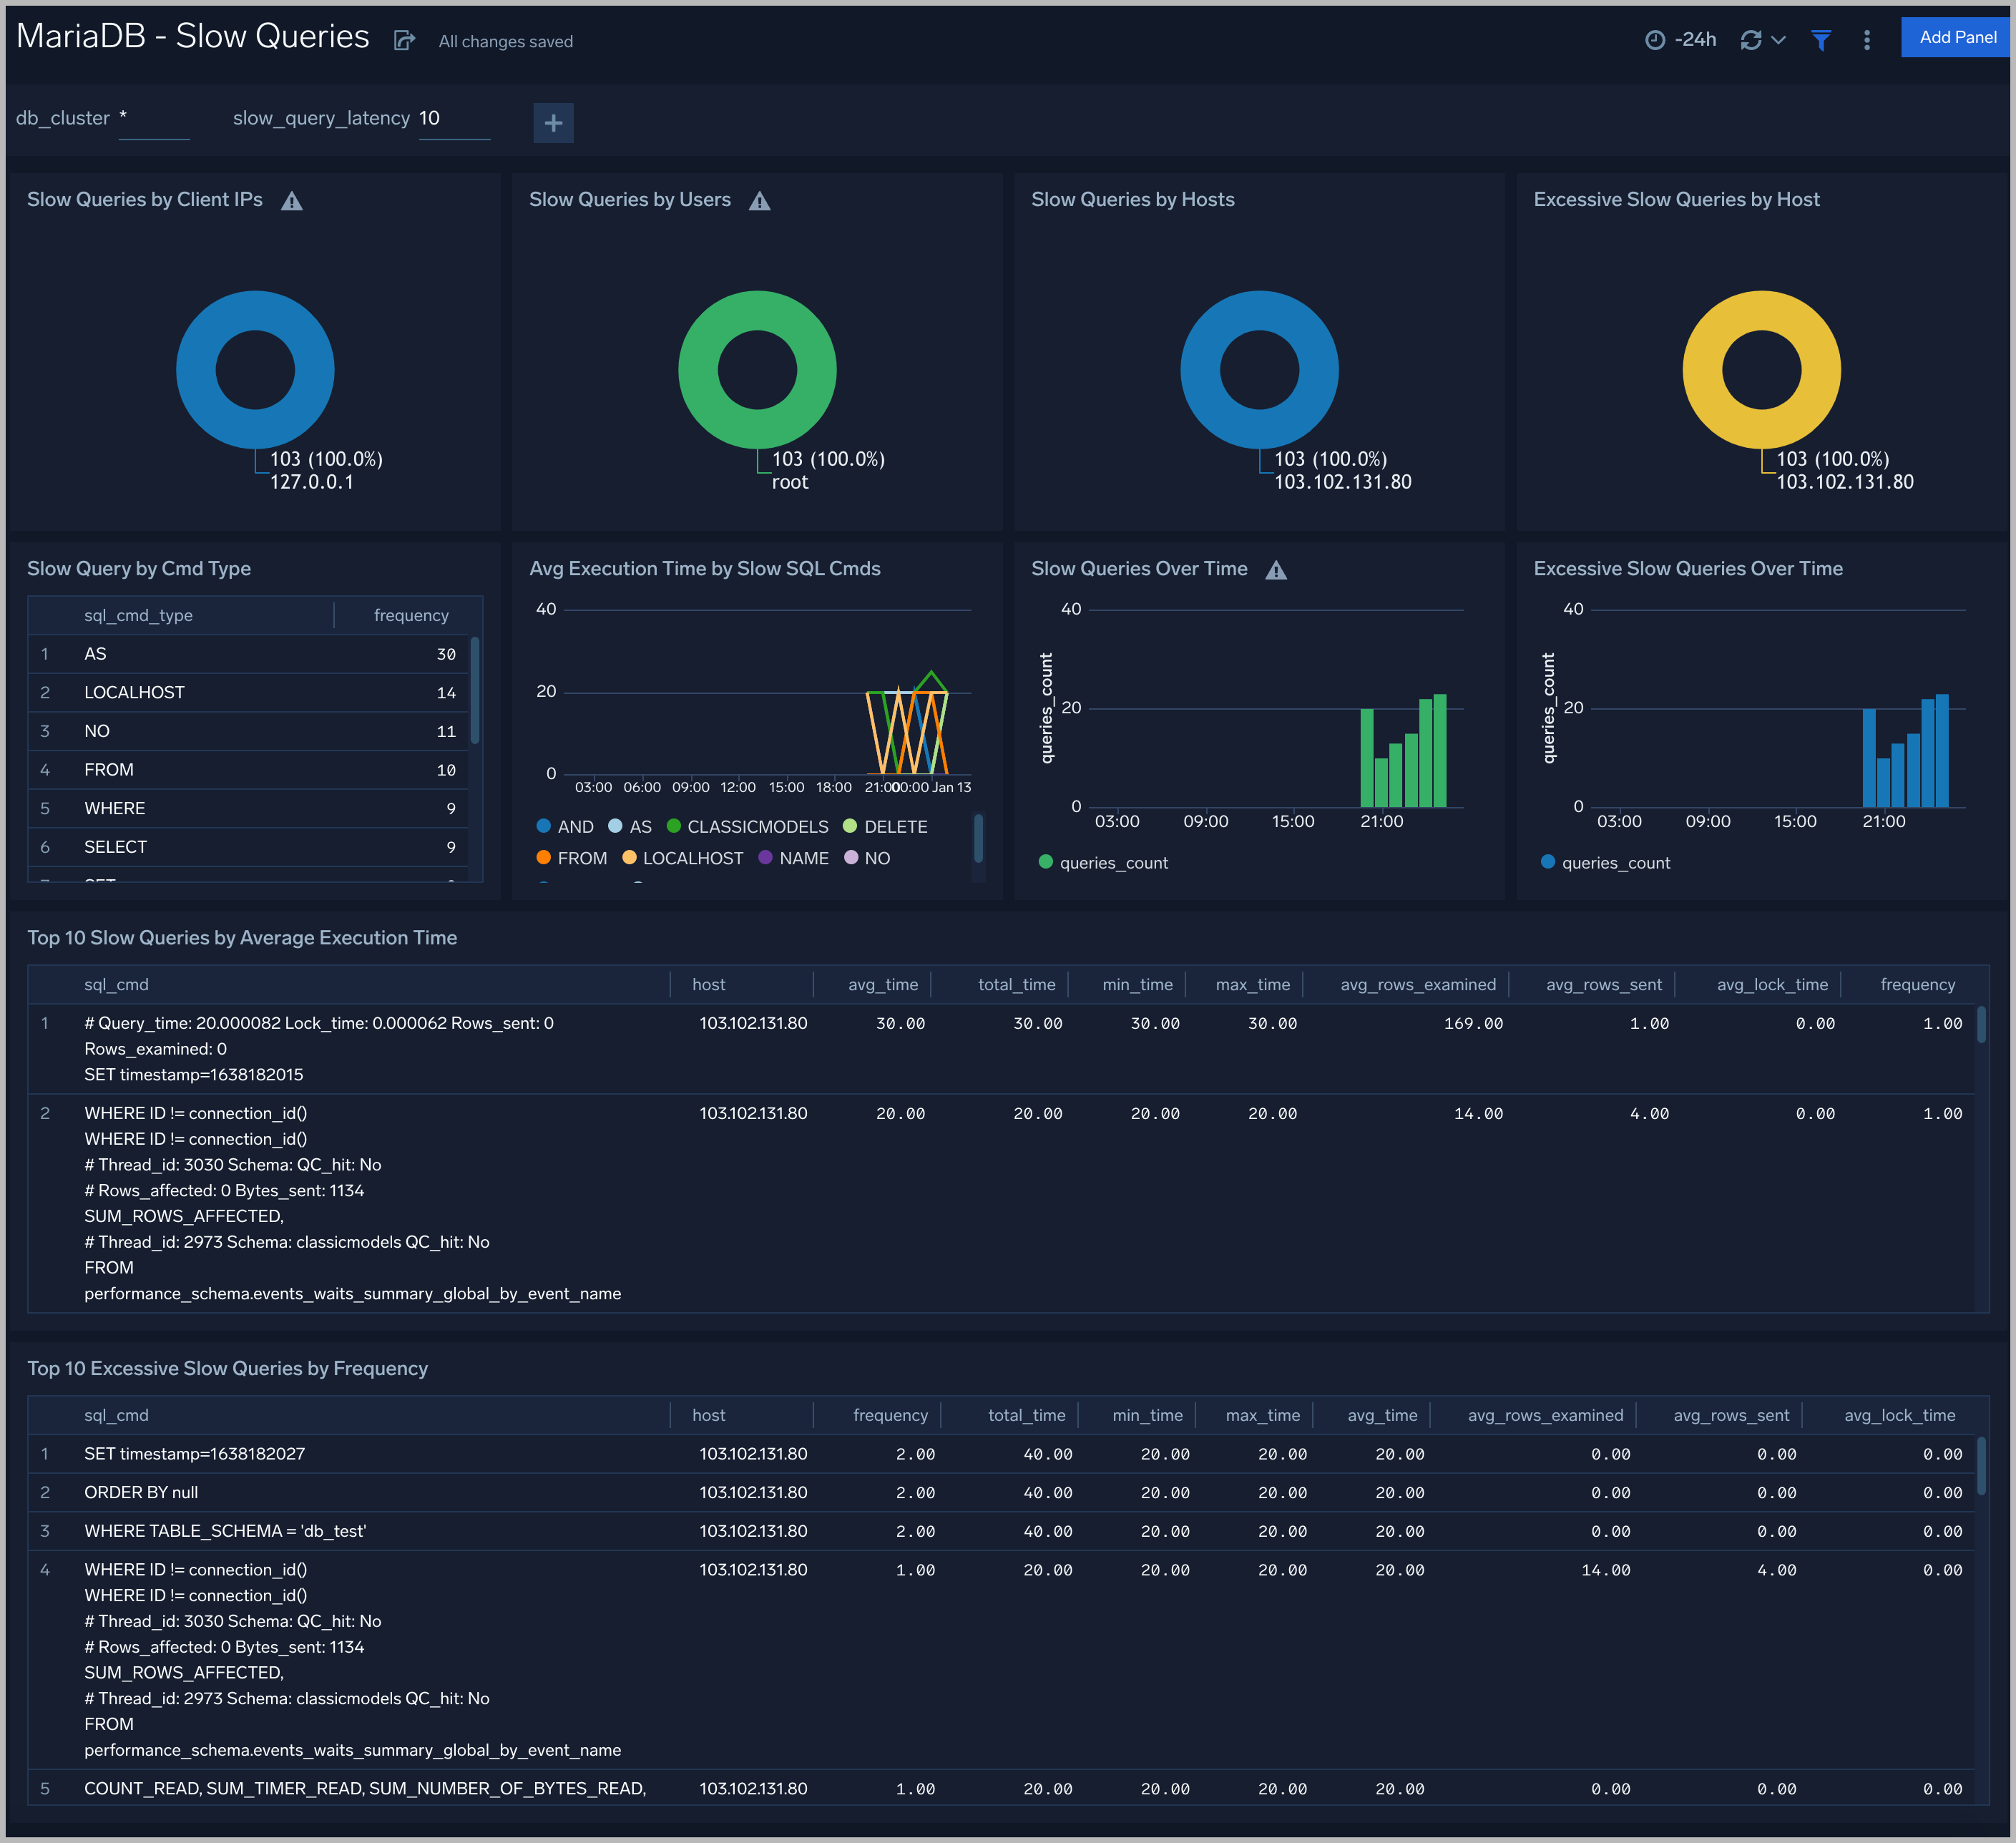 MariaDB - Slow Queries
All changes saved
-24h
Add Panel
db_cluster *
slow_query_latency 10
+
Slow Queries by Client IPs
103 (100.0%)
127.0.0.1
Slow Queries by Users
103 (100.0%)
root
Slow Queries by Hosts
103 (100.0%)
103.102.131.80
Excessive Slow Queries by Host
103 (100.0%)
103.102.131.80
Slow Query by Cmd Type
sql_cmd_type frequency
1 AS 30
2 LOCALHOST 14
3 NO 11
4 FROM 10
5 WHERE 9
6 SELECT 9
Avg Execution Time by Slow SQL Cmds
40
20
0
03:00 06:00 09:00 12:00 15:00 18:00 21:00 00:00 Jan 13
AND AS CLASSICMODELS DELETE
FROM LOCALHOST NAME NO
Slow Queries Over Time
queries_count
40
20
0
03:00 09:00 15:00 21:00
queries_count
Excessive Slow Queries Over Time
queries_count
40
20
0
03:00 09:00 15:00 21:00
queries_count
Top 10 Slow Queries by Average Execution Time
sql_cmd host avg_time total_time min_time max_time avg_rows_examined avg_rows_sent avg_lock_time frequency
1 # Query_time: 20.000082 Lock_time: 0.000062 Rows_sent: 0 103.102.131.80 30.00 30.00 30.00 30.00 169.00 1.00 0.00 1.00
Rows_examined: 0
SET timestamp=1638182015
2 WHERE ID != connection_id() 103.102.131.80 20.00 20.00 20.00 20.00 14.00 4.00 0.00 1.00
WHERE ID != connection_id()
# Thread_id: 3030 Schema: QC_hit: No
# Rows_affected: 0 Bytes_sent: 1134
SUM_ROWS_AFFECTED,
# Thread_id: 2973 Schema: classicmodels QC_hit: No
FROM
performance_schema.events_waits_summary_global_by_event_name
Top 10 Excessive Slow Queries by Frequency
sql_cmd host frequency total_time min_time max_time avg_time avg_rows_examined avg_rows_sent avg_lock_time
1 SET timestamp=1638182027 103.102.131.80 2.00 40.00 20.00 20.00 20.00 0.00 0.00 0.00
2 ORDER BY null 103.102.131.80 2.00 40.00 20.00 20.00 20.00 0.00 0.00 0.00
3 WHERE TABLE_SCHEMA = 'db_test' 103.102.131.80 2.00 40.00 20.00 20.00 20.00 0.00 0.00 0.00
4 WHERE ID != connection_id() 103.102.131.80 1.00 20.00 20.00 20.00 20.00 14.00 4.00 0.00
WHERE ID != connection_id()
# Thread_id: 3030 Schema: QC_hit: No
# Rows_affected: 0 Bytes_sent: 1134
SUM_ROWS_AFFECTED,
# Thread_id: 2973 Schema: classicmodels QC_hit: No
FROM
performance_schema.events_waits_summary_global_by_event_name
5 COUNT_READ, SUM_TIMER_READ, SUM_NUMBER_OF_BYTES_READ, 103.102.131.80 1.00 20.00 20.00 20.00 20.00 0.00 0.00 0.00